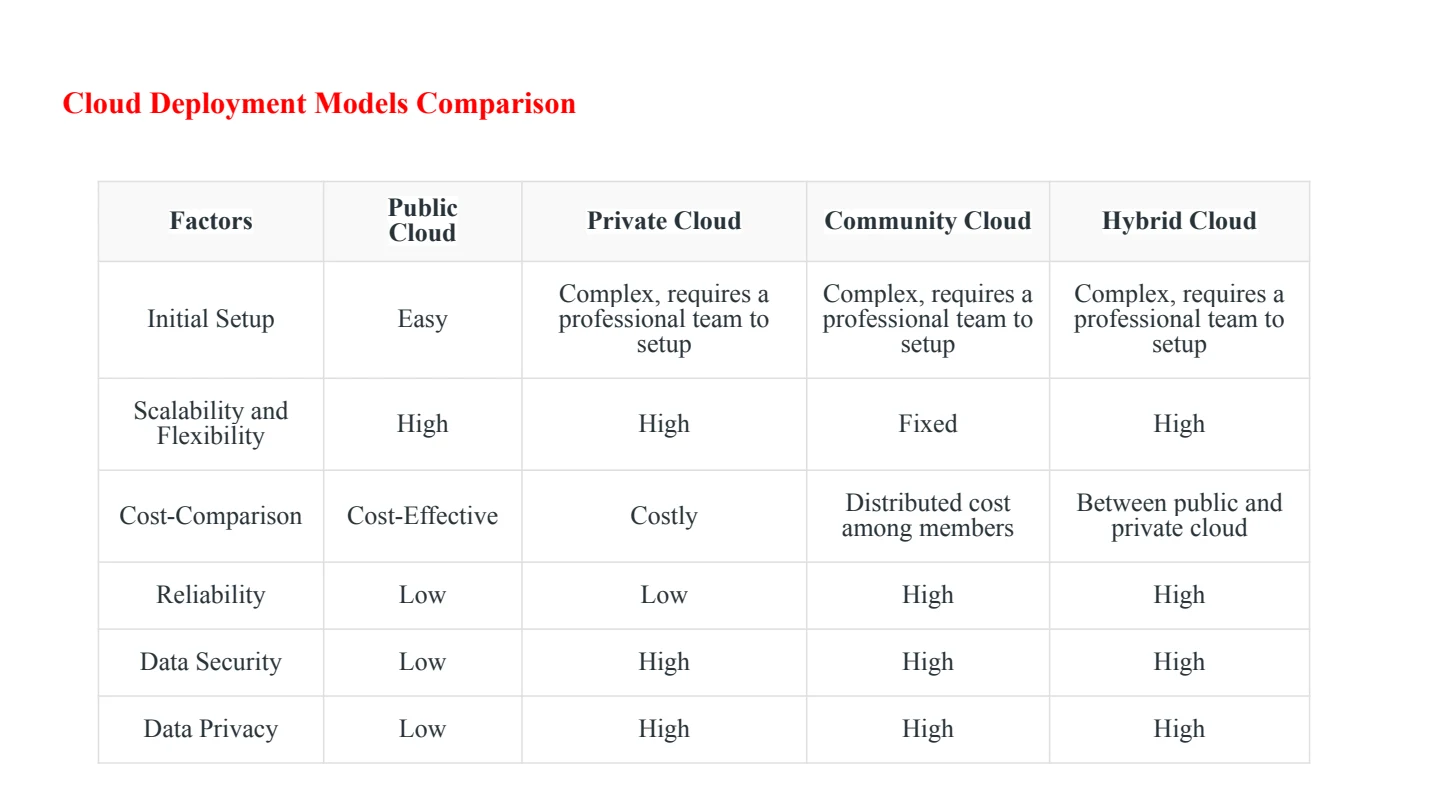 Cloud Deployment Models Comparison
Factors
Public
Cloud
Private Cloud
Community Cloud
Hybrid Cloud
Initial Setup
Easy
Complex, requires a
professional team to
setup
Complex, requires a
professional team to
setup
Complex, requires a
professional team to
setup
Scalability and
Flexibility
High
High
Fixed
High
Cost-Comparison
Cost-Effective
Costly
Distributed cost
among members
Between public and
private cloud
Reliability
Low
Low
High
High
Data Security
Low
High
High
High
Data Privacy
Low
High
High
High